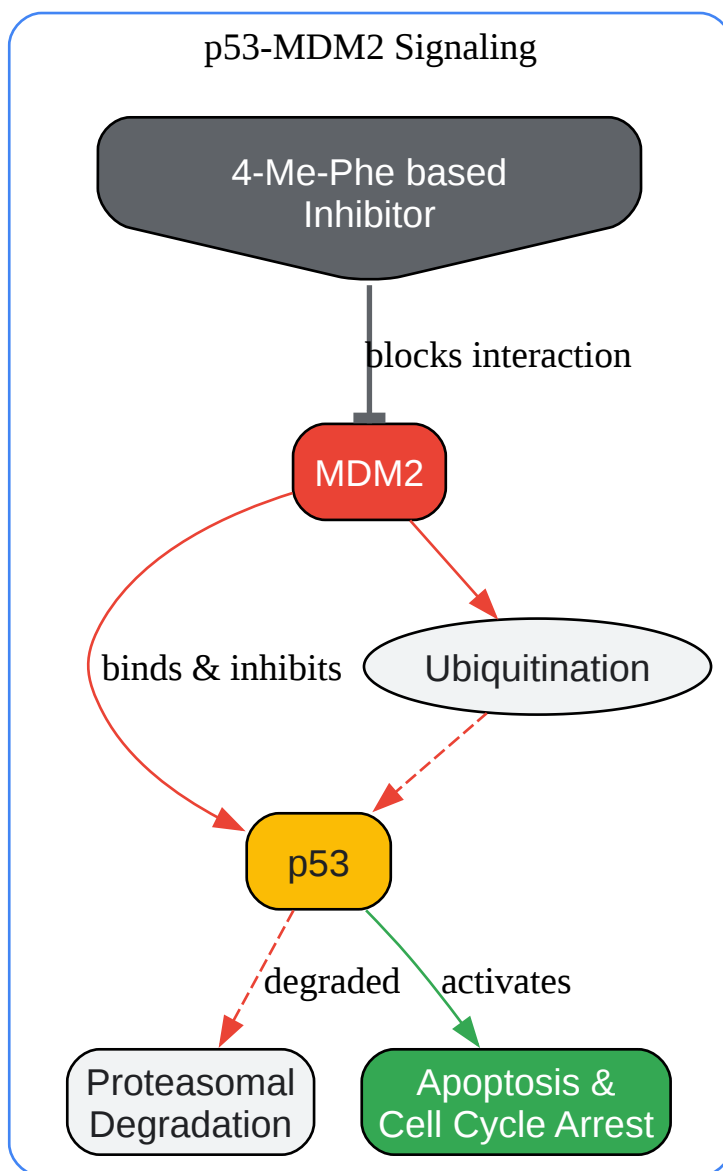 p53-MDM2 Signaling
4-Me-Phe based
Inhibitor
blocks interaction
MDM2
binds & inhibits
Ubiquitination
p53
degraded
activates
Proteasomal
Degradation
Apoptosis &
Cell Cycle Arrest